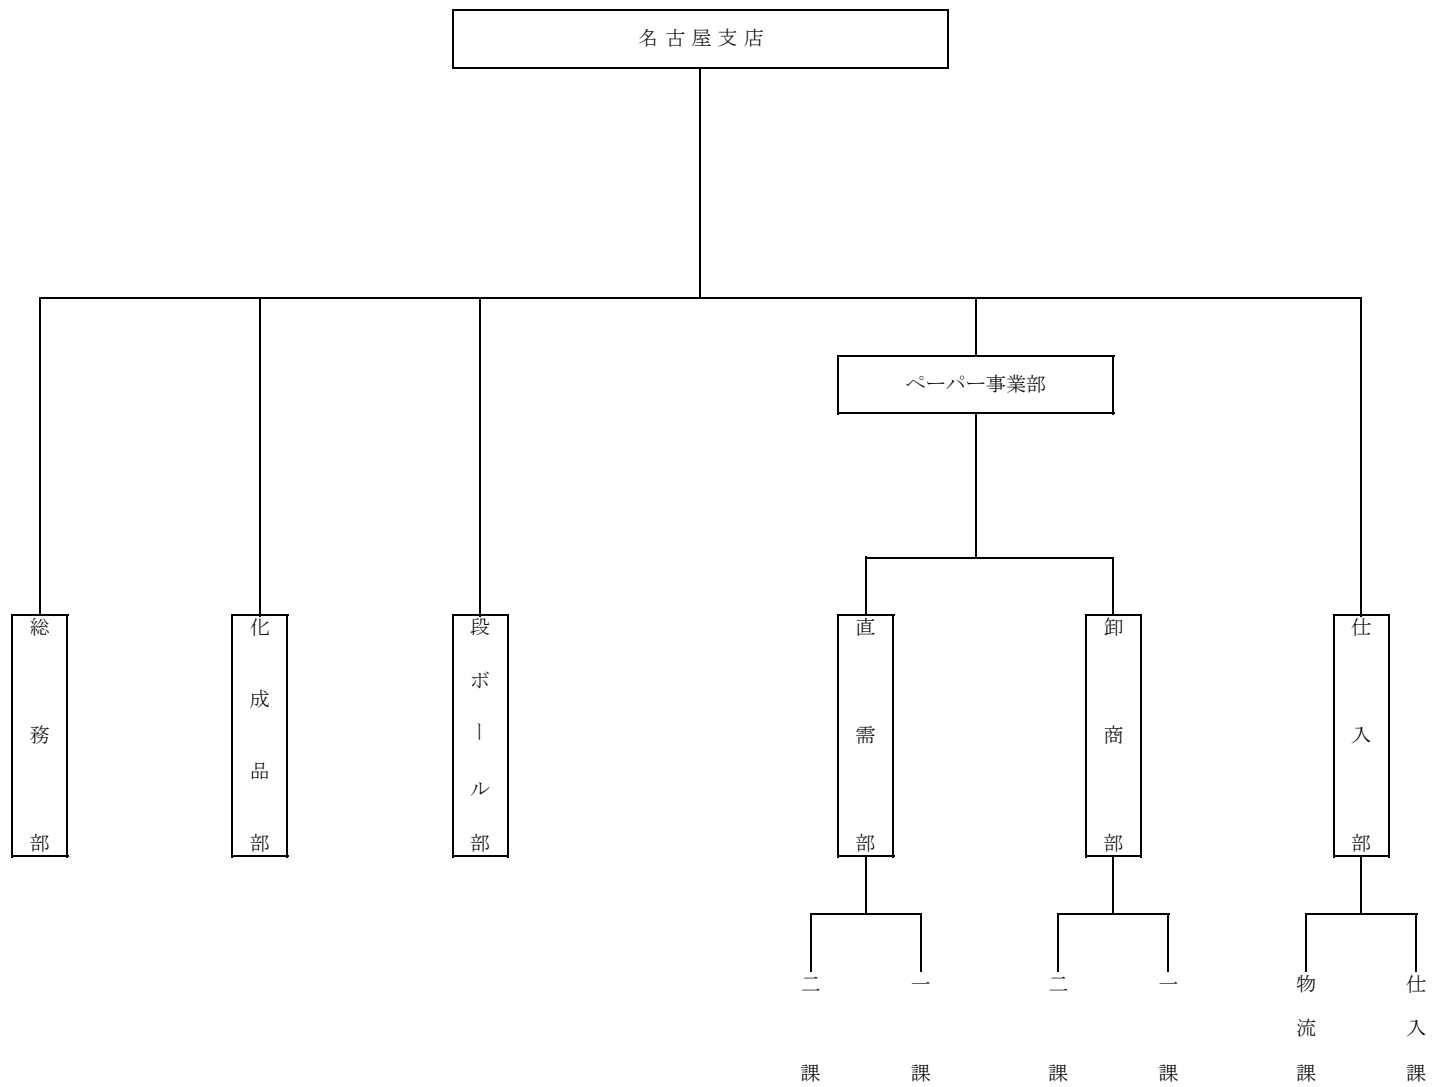 名古屋支店
ペーパー事業部
総務部
化成品部
段ボール部
直需部
卸商部
仕入部
二課
一課
二課
一課
物流課
仕入課